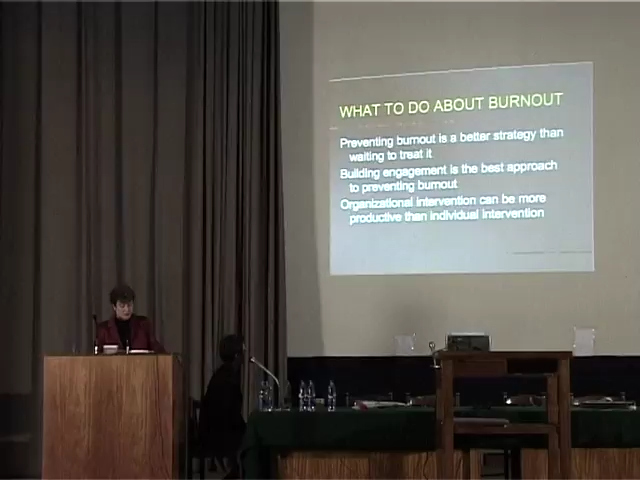 WHAT TO DO ABOUT BURNOUT
Preventing burnout is a better strategy than
waiting to treat it
Building engagement is the best approach
to preventing burnout
Organizational intervention can be more
productive than individual intervention